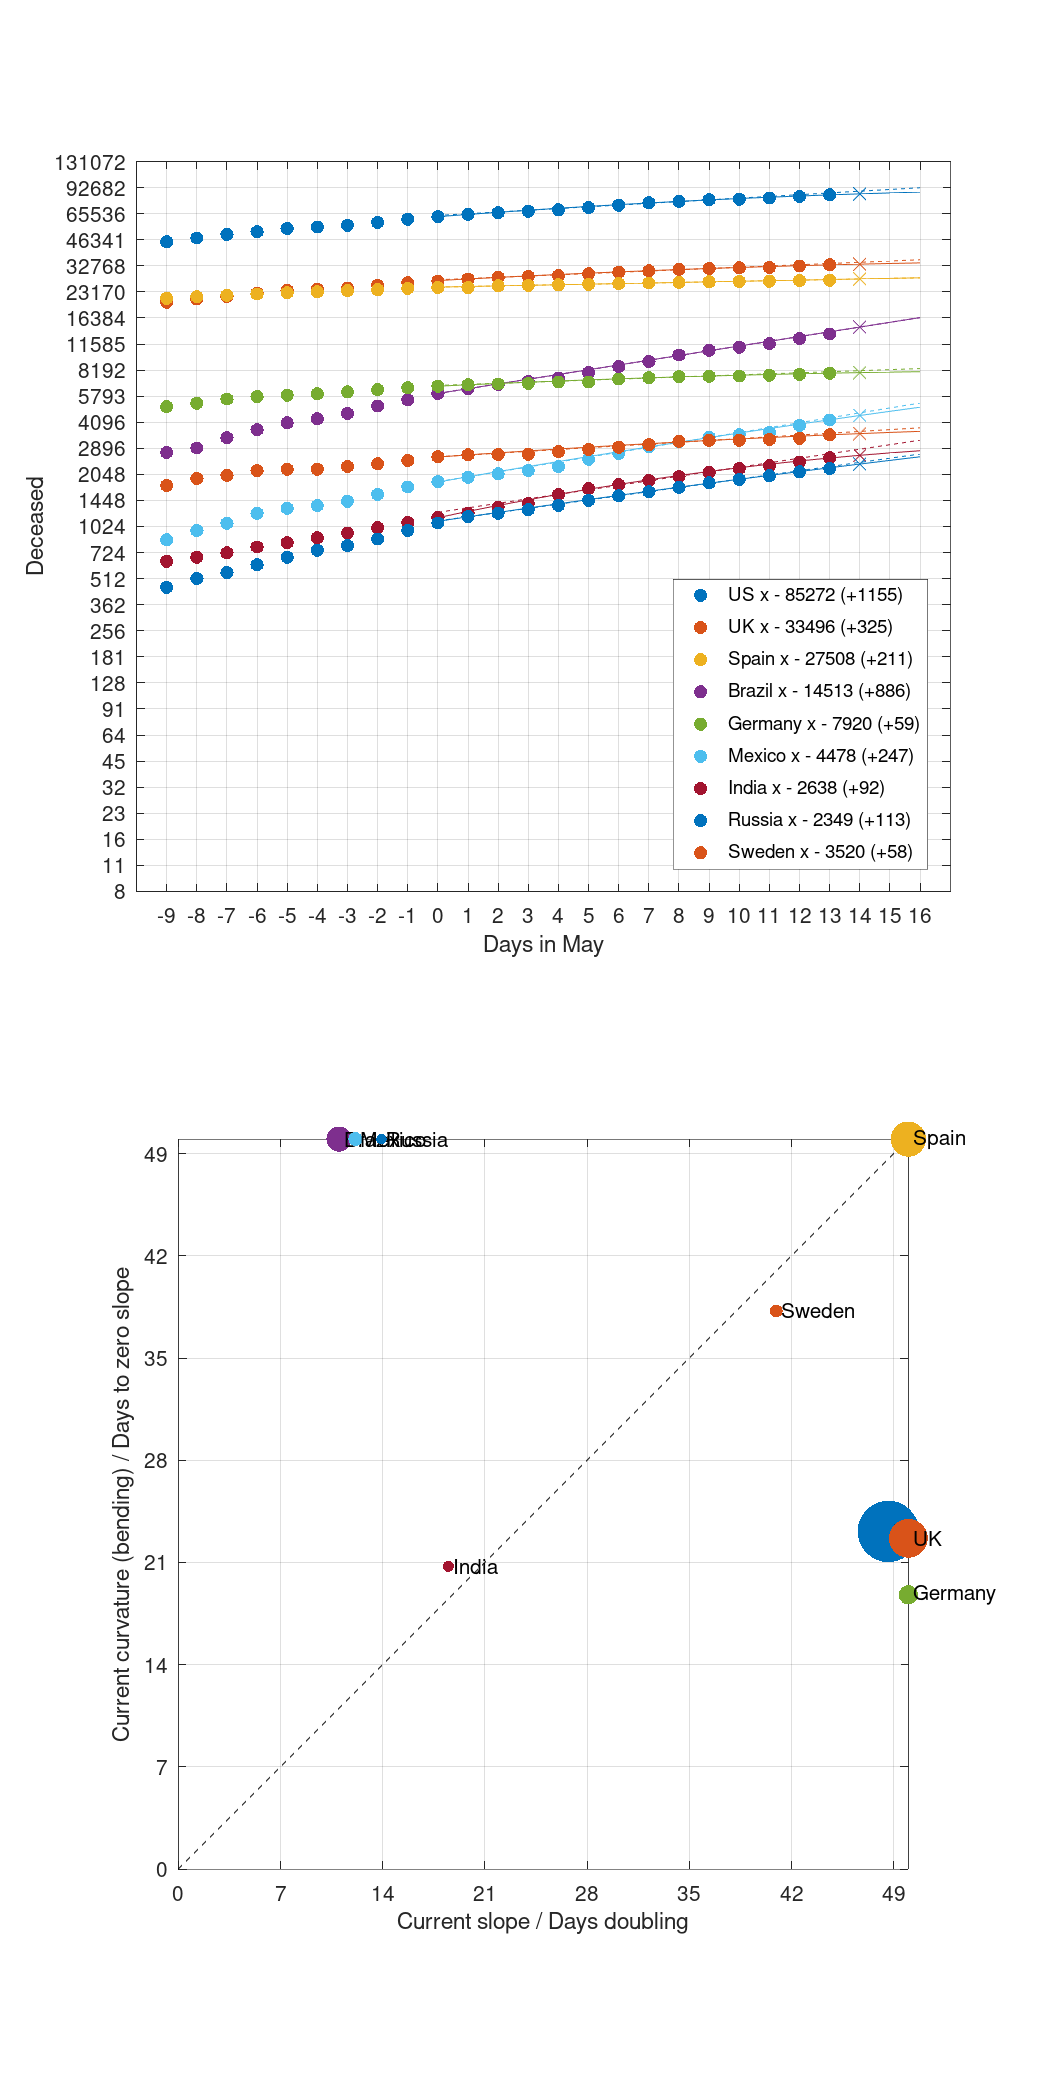 131072
92682
65536
46341
32768
23170
16384
11585
8192
5793
4096
2896
2048
1448
1024
724
512
362
256
181
128
91
64
45
32
23
16
11
8
Deceased
US x - 85272 (+1155)
UK x - 33496 (+325)
Spain x - 27508 (+211)
Brazil x - 14513 (+886)
Germany x - 7920 (+59)
Mexico x - 4478 (+247)
India x - 2638 (+92)
Russia x - 2349 (+113)
Sweden x - 3520 (+58)
-9 -8 -7 -6 -5 -4 -3 -2 -1 0 1 2 3 4 5 6 7 8 9 10 11 12 13 14 15 16
Days in May
Mexico Russia
Spain
Sweden
UK
India
Germany
49
42
35
28
21
14
7
0
Current curvature (bending) / Days to zero slope
0 7 14 21 28 35 42 49
Current slope / Days doubling